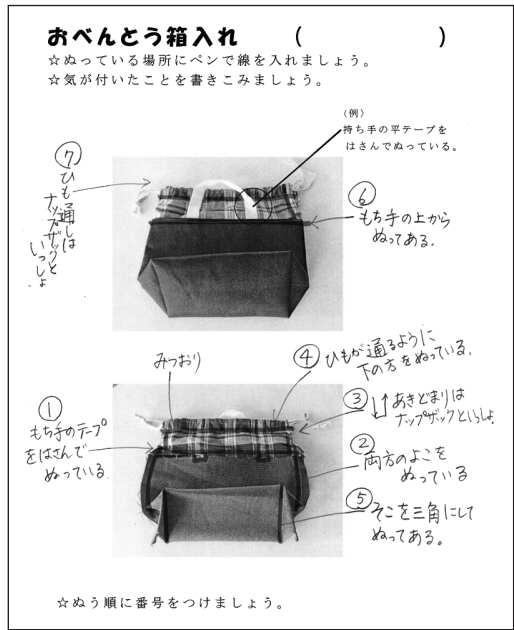 おべんとう箱入れ （　　　　　）
☆ぬっている場所にペンで線を入れましょう。
☆気が付いたことを書きこみましょう。
（例）
持ち手の平テープを
はさんでぬっている。
⑦ひも通しは
ナップザックと
いっしょ。
⑥
もち手の上から
ぬってある。
みつおり
④ひもが通るように
下の方をぬっている。
①
もち手のテープ
をはさんで
ぬっている
③↓↑あきどまりは
ナップザックといっしょ。
②
両方のよこを
ぬっている
⑤そこを三角にして
ぬってある。
☆ぬう順に番号をつけましょう。